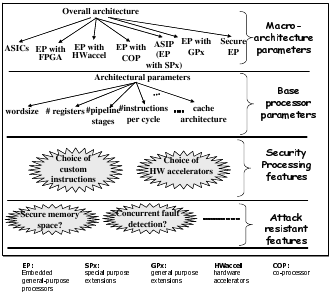 Overall architecture
Macro-
architecture
parameters
ASICs
EP with
FPGA
EP with
HWaccel
EP with
COP
ASIP
(EP
with SPx)
EP with
GPx
Secure
EP
Architectural parameters
...
Base
processor
parameters
wordsize
# registers
#pipeline
stages
#instructions
per cycle
cache
architecture
Choice of
custom
instructions
Choice of
HW accelerators
Security
Processing
features
Secure memory
space?
Concurrent fault
detection?
Attack
resistant
features
EP:
Embedded
general-purpose
processors
SPx:
special purpose
extensions
GPx:
general purpose
extensions
HWaccel
hardware
accelerators
COP:
co-processor